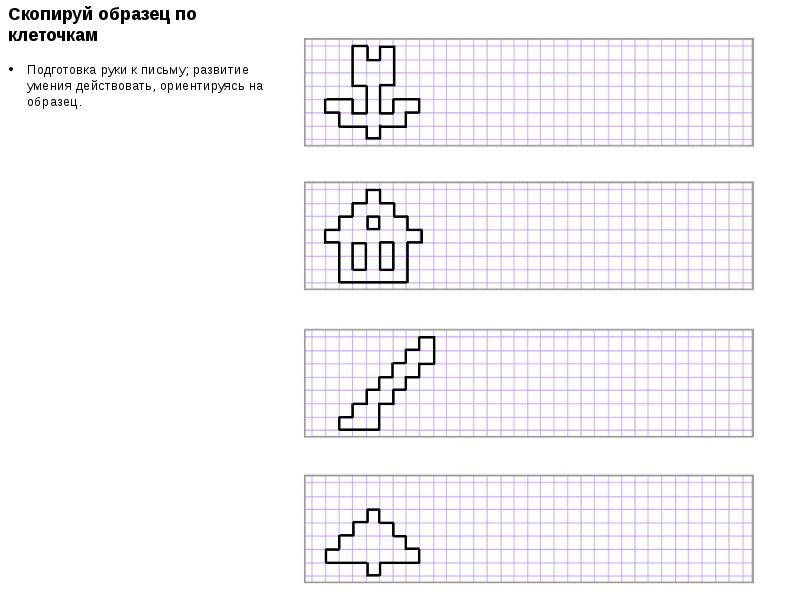 Скопируй образец по
клеточкам
• Подготовка руки к письму; развитие
умения действовать, ориентируясь на
образец.